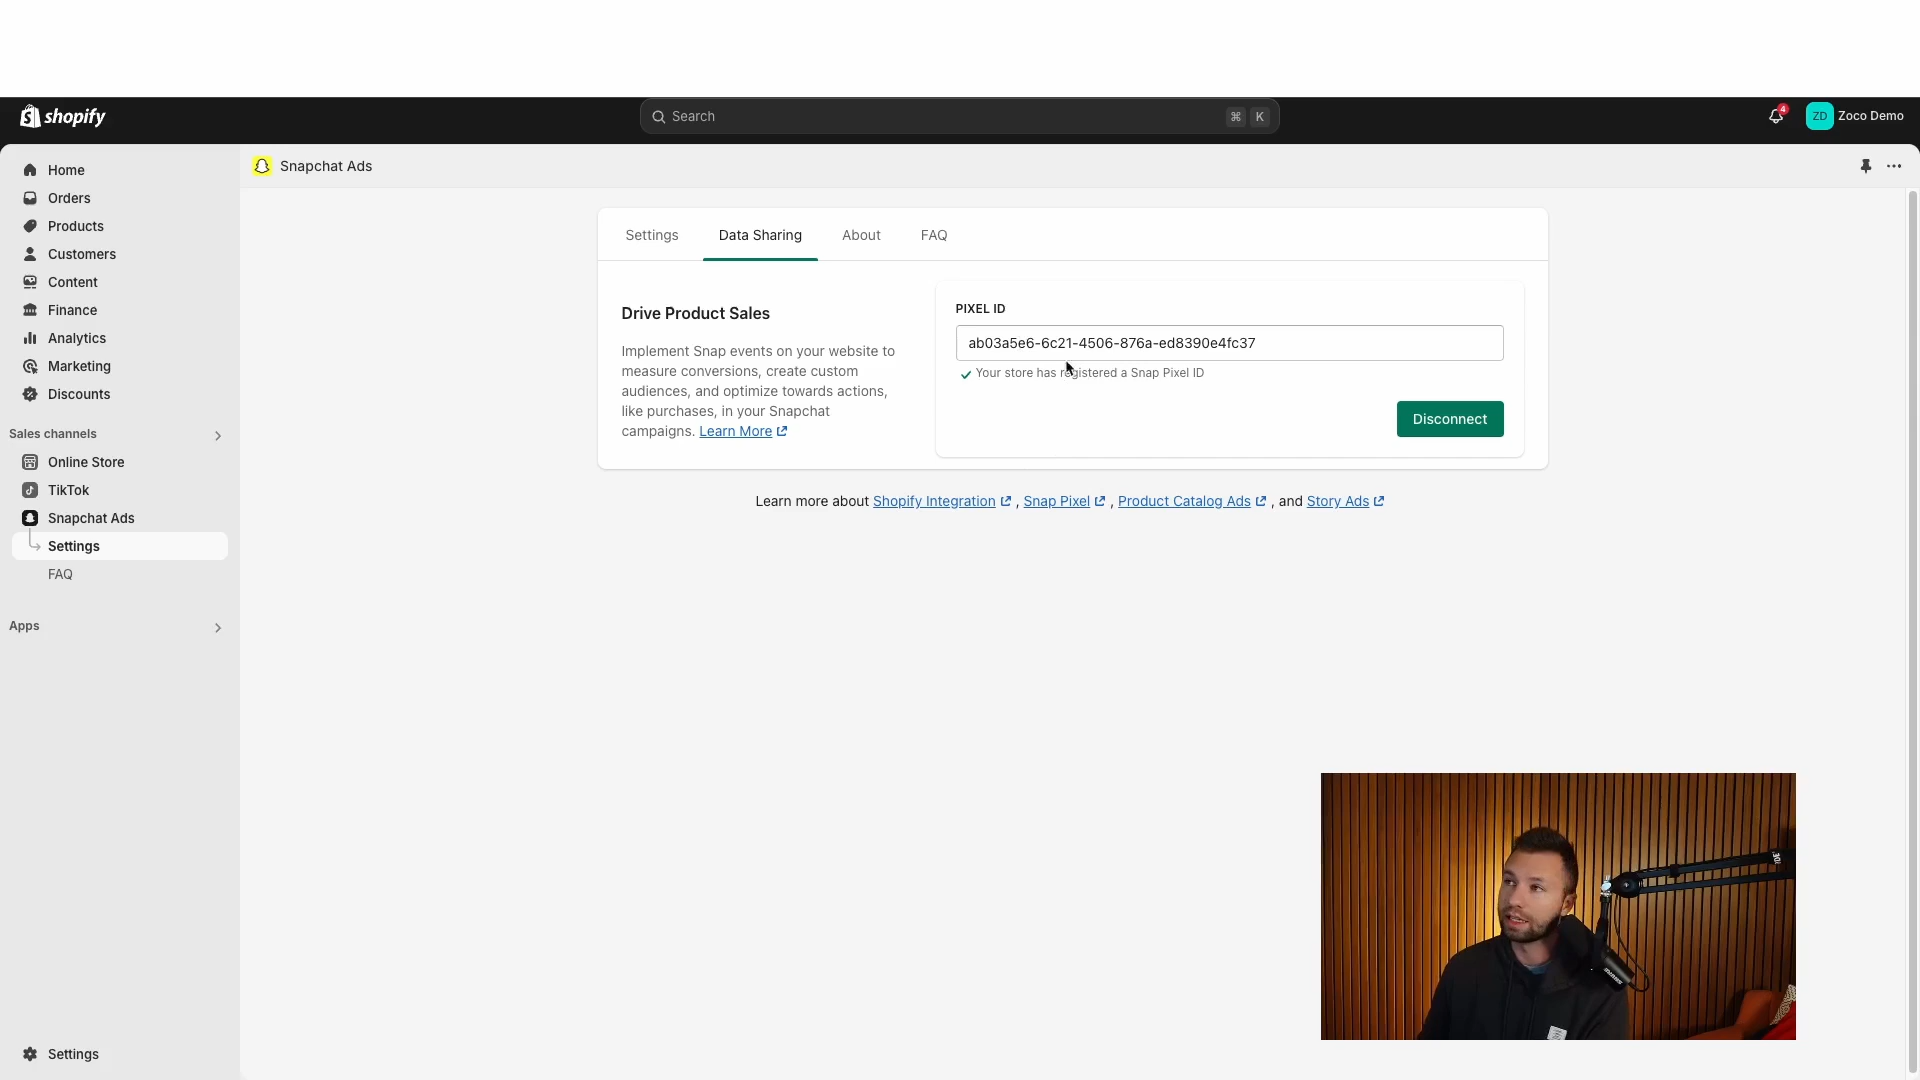 shopify
Search
⌘ K
4
ZD
Zoco Demo
Home
Orders
Products
Customers
Content
Finance
Analytics
Marketing
Discounts
Sales channels
Online Store
TikTok
Snapchat Ads
Settings
FAQ
Apps
Settings
Snapchat Ads
Settings
Data Sharing
About
FAQ
Drive Product Sales
Implement Snap events on your website to
measure conversions, create custom
audiences, and optimize towards actions,
like purchases, in your Snapchat
campaigns. Learn More
PIXEL ID
ab03a5e6-6c21-4506-876a-ed8390e4fc37
Your store has registered a Snap Pixel ID
Disconnect
Learn more about Shopify Integration , Snap Pixel , Product Catalog Ads , and Story Ads